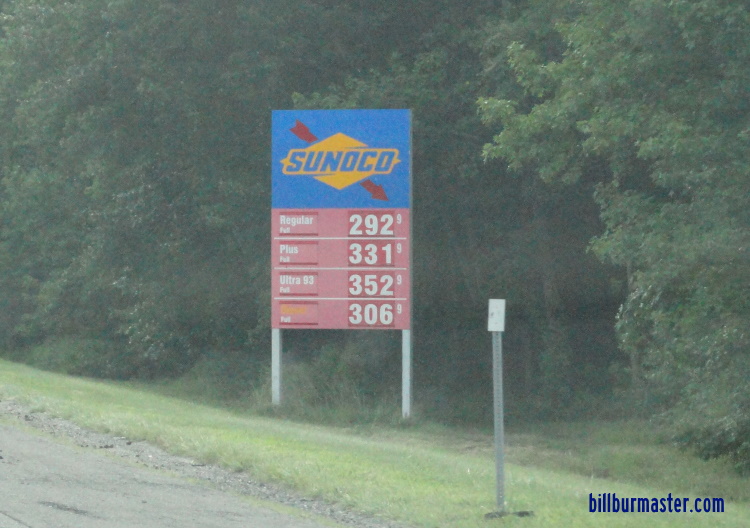 SUNOCO
Regular 292 9
Full
Plus 331 9
Full
Ultra 93 352 9
Full
306 9
Full
billburmaster.com